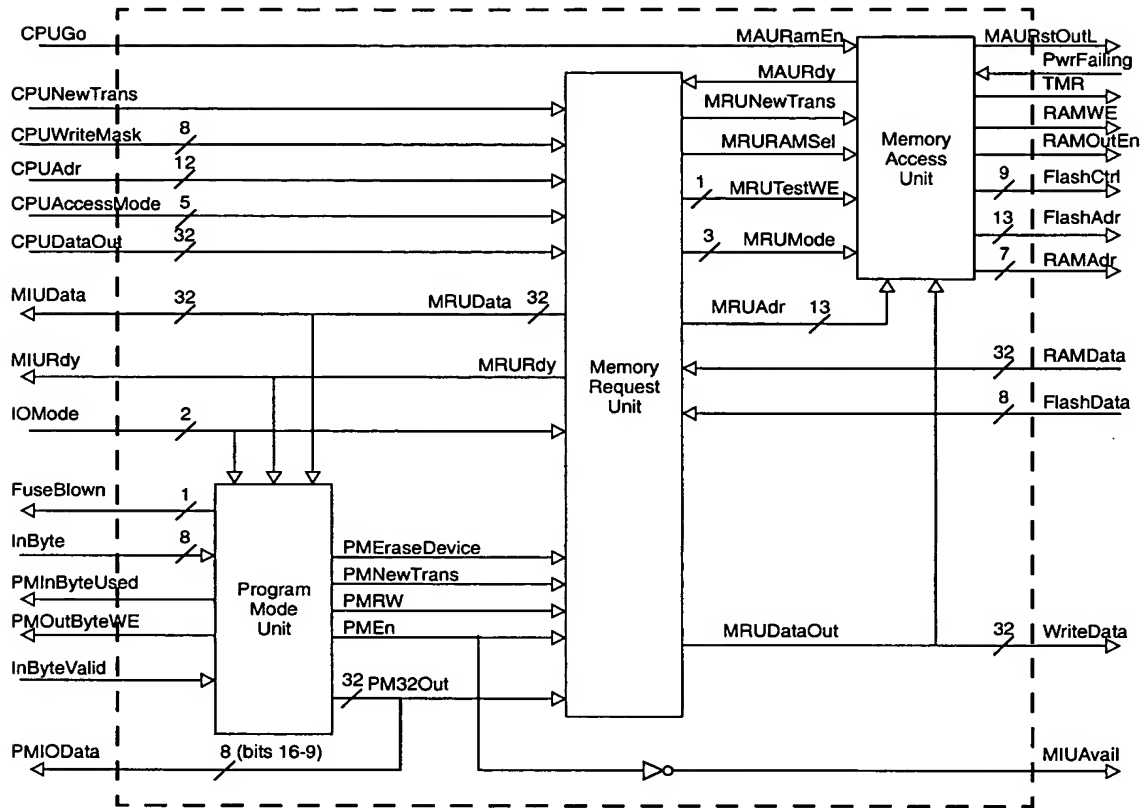 CPUGo
MAURamEn
MAURstOutL
PwrFailing
CPUNewTrans
MAURdy
TMR
MRUNewTrans
RAMWE
CPUWriteMask 8
MRURAMSel
Memory
Access
Unit
RAMOutEn
CPUAdr 12
1 MRUTestWE
9 FlashCtrl
CPUAccessMode 5
13 FlashAdr
CPUDataOut 32
3 MRUMode
7 RAMAdr
MIUData 32
MRUData 32
MRUAdr 13
MIURdy
MRURdy
Memory
Request
Unit
32 RAMData
IOMode 2
8 FlashData
FuseBlown 1
InByte 8
PMEraseDevice
PMInByteUsed
Program
Mode
Unit
PMNewTrans
PMRW
PMOutByteWE
PMEn
MRUDataOut
32 WriteData
InByteValid
32 PM32Out
PMIOData
8 (bits 16-9)
MIUAvail